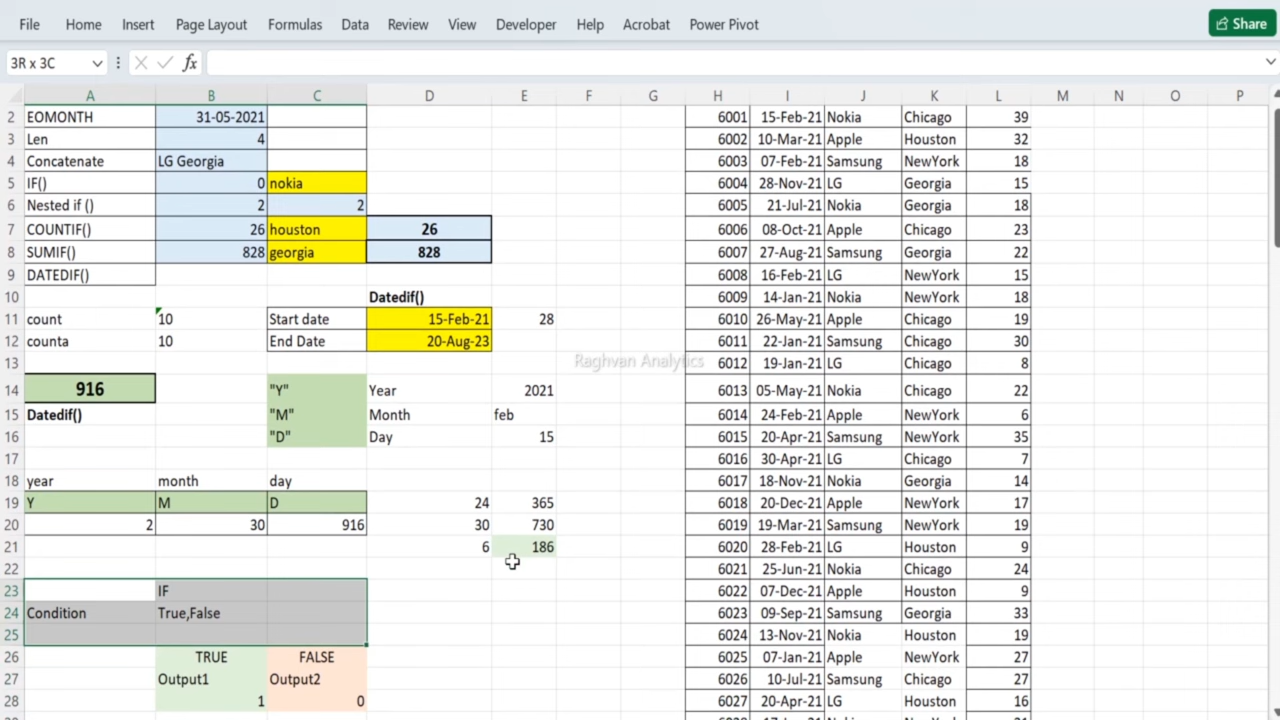 File Home Insert Page Layout Formulas Data Review View Developer Help Acrobat Power Pivot Share
3R x 3C fx
A B C D E F G H I J K L M N O P
2 EOMONTH 31-05-2021 6001 15-Feb-21 Nokia Chicago 39
3 Len 4 6002 10-Mar-21 Apple Houston 32
4 Concatenate LG Georgia 6003 07-Feb-21 Samsung NewYork 18
5 IF() 0 nokia 6004 28-Nov-21 LG Georgia 15
6 Nested if () 2 2 6005 21-Jul-21 Nokia Georgia 18
7 COUNTIF() 26 houston 26 6006 08-Oct-21 Apple Chicago 23
8 SUMIF() 828 georgia 828 6007 27-Aug-21 Samsung Georgia 22
9 DATEDIF() 6008 16-Feb-21 LG NewYork 15
10 Datedif() 6009 14-Jan-21 Nokia NewYork 18
11 count 10 Start date 15-Feb-21 28 6010 26-May-21 Apple Chicago 19
12 counta 10 End Date 20-Aug-23 6011 22-Jan-21 Samsung Chicago 30
13 Raghvan Analytics 6012 19-Jan-21 LG Chicago 8
14 916 "Y" Year 2021 6013 05-May-21 Nokia Chicago 22
15 Datedif() "M" Month feb 6014 24-Feb-21 Apple NewYork 6
16 "D" Day 15 6015 20-Apr-21 Samsung NewYork 35
17 6016 30-Apr-21 LG Chicago 7
18 year month day 6017 18-Nov-21 Nokia Georgia 14
19 Y M D 24 365 6018 20-Dec-21 Apple NewYork 17
20 2 30 916 30 730 6019 19-Mar-21 Samsung NewYork 19
21 6 186 6020 28-Feb-21 LG Houston 9
22 6021 25-Jun-21 Nokia Chicago 24
23 IF 6022 07-Dec-21 Apple Houston 9
24 Condition True,False 6023 09-Sep-21 Samsung Georgia 33
25 6024 13-Nov-21 Nokia Houston 19
26 TRUE FALSE 6025 07-Jan-21 Apple NewYork 27
27 Output1 Output2 6026 10-Jul-21 Samsung Georgia 27
28 1 0 6027 20-Apr-21 LG Houston 16